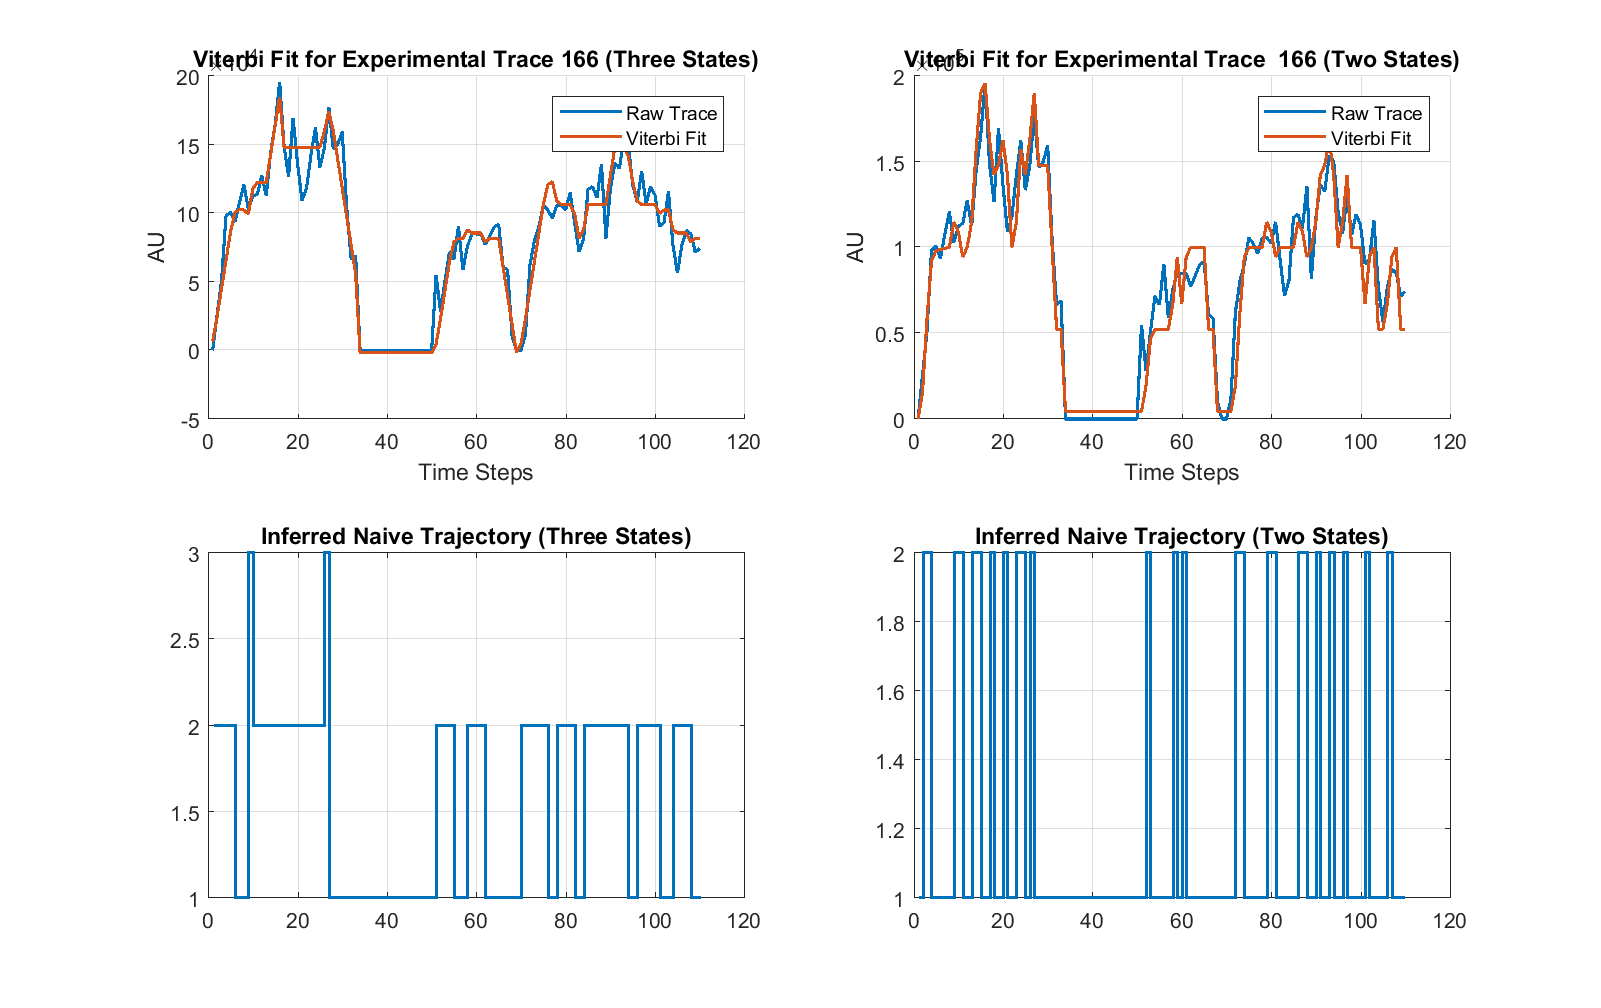 Viterbi Fit for Experimental Trace 166 (Three States)
20
15
10
5
0
-5
AU
Raw Trace
Viterbi Fit
0 20 40 60 80 100 120
Time Steps
Viterbi Fit for Experimental Trace 166 (Two States)
2
1.5
1
0.5
0
AU
Raw Trace
Viterbi Fit
0 20 40 60 80 100 120
Time Steps
Inferred Naive Trajectory (Three States)
3
2.5
2
1.5
1
0 20 40 60 80 100 120
Inferred Naive Trajectory (Two States)
2
1.8
1.6
1.4
1.2
1
0 20 40 60 80 100 120